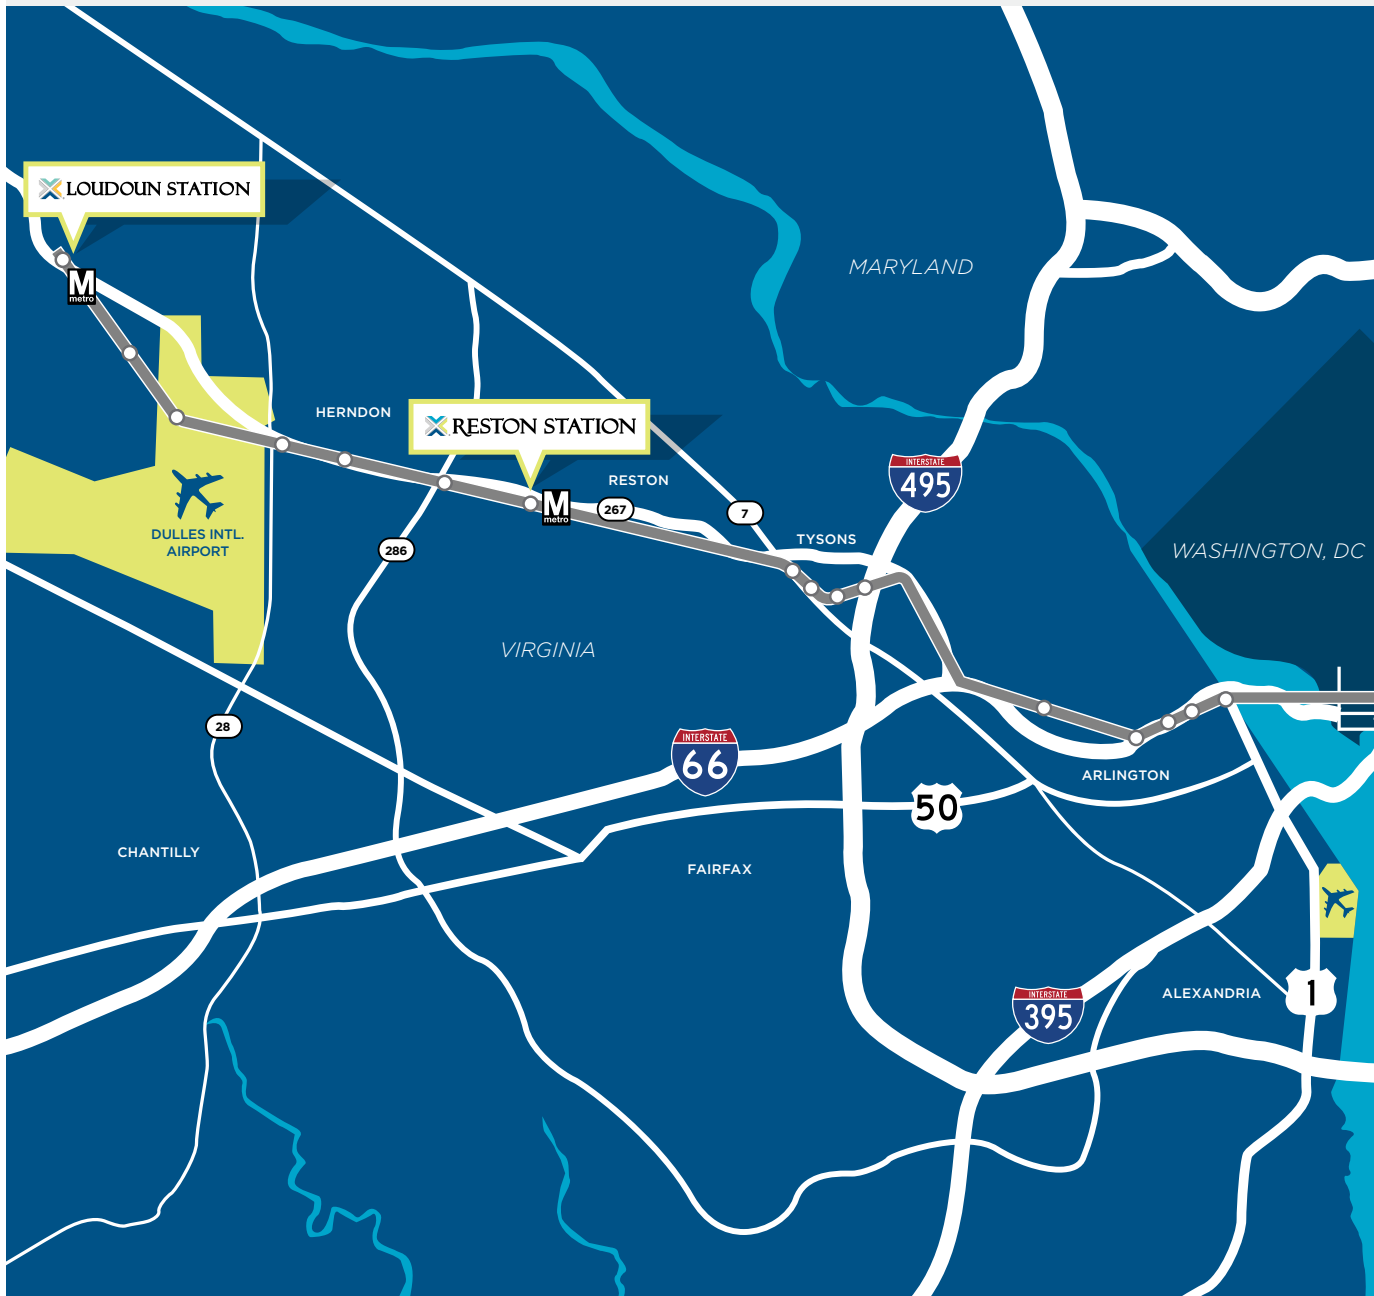 LOUDOUN STATION
M
metro
MARYLAND
HERNDON
RESTON STATION
INTERSTATE
495
RESTON
M
metro
267
7
TYSONS
286
DULLES INTL.
AIRPORT
WASHINGTON, DC
VIRGINIA
28
INTERSTATE
66
ARLINGTON
50
CHANTILLY
FAIRFAX
INTERSTATE
395
ALEXANDRIA
1